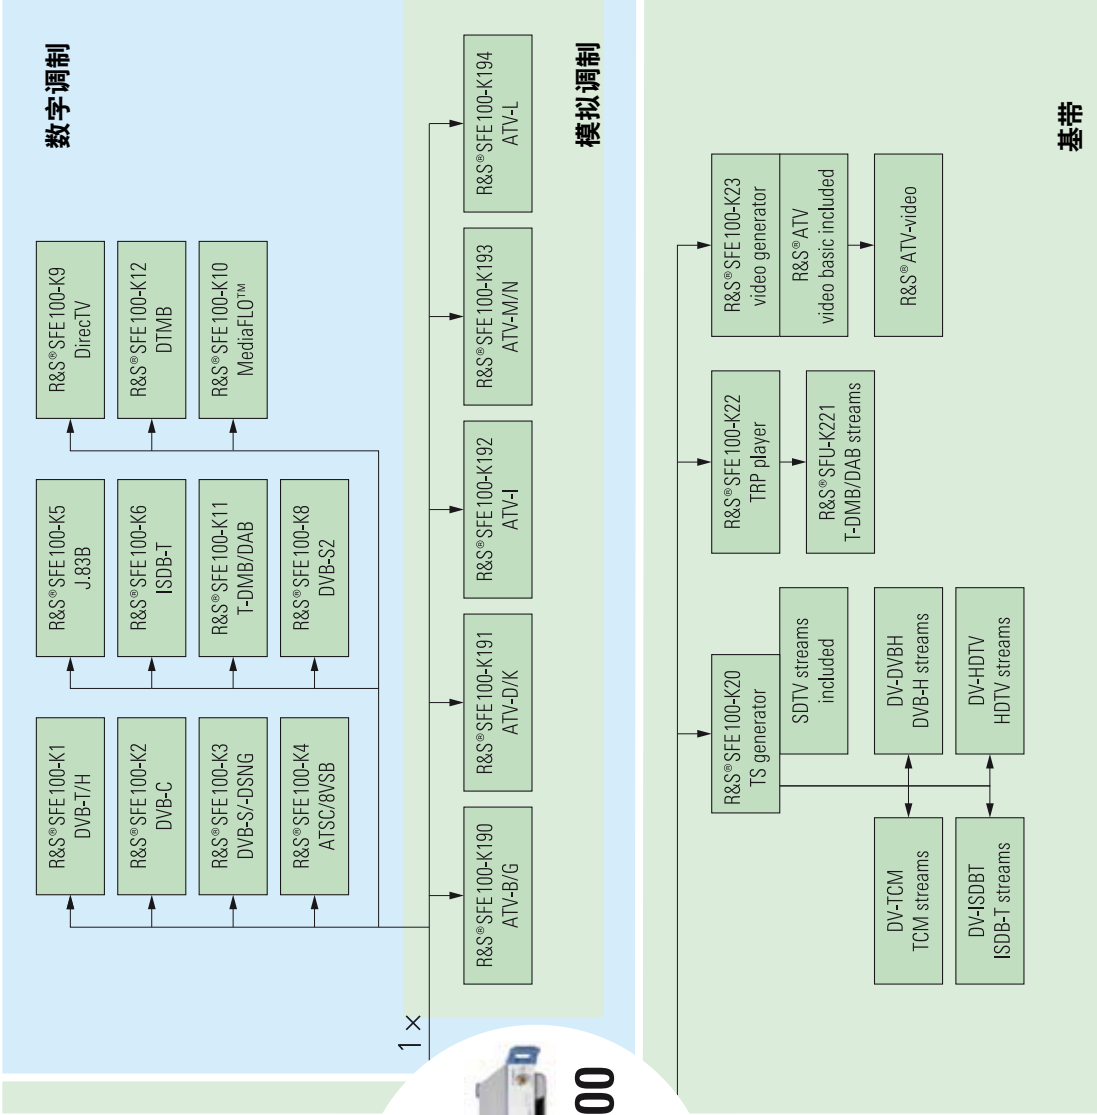 数字调制
R&S®SFE100-K1
DVB-T/H
R&S®SFE100-K2
DVB-C
R&S®SFE100-K3
DVB-S/-DSNG
R&S®SFE100-K4
ATSC/8VSB
R&S®SFE100-K5
J.83B
R&S®SFE100-K6
ISDB-T
R&S®SFE100-K11
T-DMB/DAB
R&S®SFE100-K8
DVB-S2
R&S®SFE100-K9
DirecTV
R&S®SFE100-K12
DTMB
R&S®SFE100-K10
MediaFLO™
1 ×
模拟调制
R&S®SFE100-K190
ATV-B/G
R&S®SFE100-K191
ATV-D/K
R&S®SFE100-K192
ATV-I
R&S®SFE100-K193
ATV-M/N
R&S®SFE100-K194
ATV-L
00
基带
R&S®SFE100-K20
TS generator
SDTV streams
included
DV-TCM
TCM streams
DV-DVBH
DVB-H streams
DV-ISDBT
ISDB-T streams
DV-HDTV
HDTV streams
R&S®SFE100-K22
TRP player
R&S®SFU-K221
T-DMB/DAB streams
R&S®SFE100-K23
video generator
R&S®ATV
video basic included
R&S®ATV-video